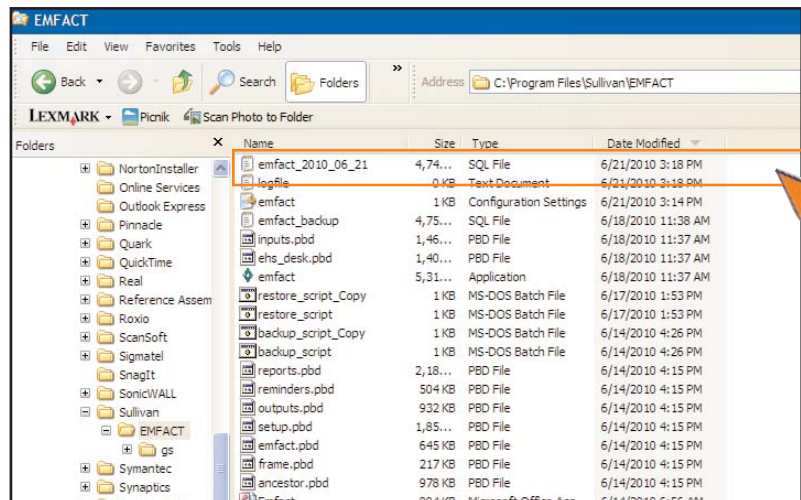 EMFACT
File Edit View Favorites Tools Help
Back Search Folders » Address C:\Program Files\Sullivan\EMFACT
LEXMARK Picnik Scan Photo to Folder
Folders x Name Size Type Date Modified
NortonInstaller emfact_2010_06_21 4,74... SQL File 6/21/2010 3:18 PM
Online Services logfile 0 KB Text Document 6/21/2010 3:18 PM
Outlook Express emfact 1 KB Configuration Settings 6/21/2010 3:14 PM
Pinnacle emfact_backup 4,75... SQL File 6/18/2010 11:38 AM
Quark inputs.pbd 1,46... PBD File 6/18/2010 11:37 AM
QuickTime ehs_desk.pbd 1,40... PBD File 6/18/2010 11:37 AM
Real emfact 5,31... Application 6/18/2010 11:37 AM
Reference Assem restore_script_Copy 1 KB MS-DOS Batch File 6/17/2010 1:53 PM
Roxio restore_script 1 KB MS-DOS Batch File 6/17/2010 1:53 PM
ScanSoft backup_script_Copy 1 KB MS-DOS Batch File 6/14/2010 4:26 PM
Sigmatel backup_script 1 KB MS-DOS Batch File 6/14/2010 4:26 PM
SnagIt reports.pbd 2,18... PBD File 6/14/2010 4:15 PM
SonicWALL reminders.pbd 504 KB PBD File 6/14/2010 4:15 PM
Sullivan outputs.pbd 932 KB PBD File 6/14/2010 4:15 PM
EMFACT setup.pbd 1,85... PBD File 6/14/2010 4:15 PM
gs emfact.pbd 645 KB PBD File 6/14/2010 4:15 PM
Symantec frame.pbd 217 KB PBD File 6/14/2010 4:15 PM
Synaptics ancestor.pbd 978 KB PBD File 6/14/2010 4:15 PM